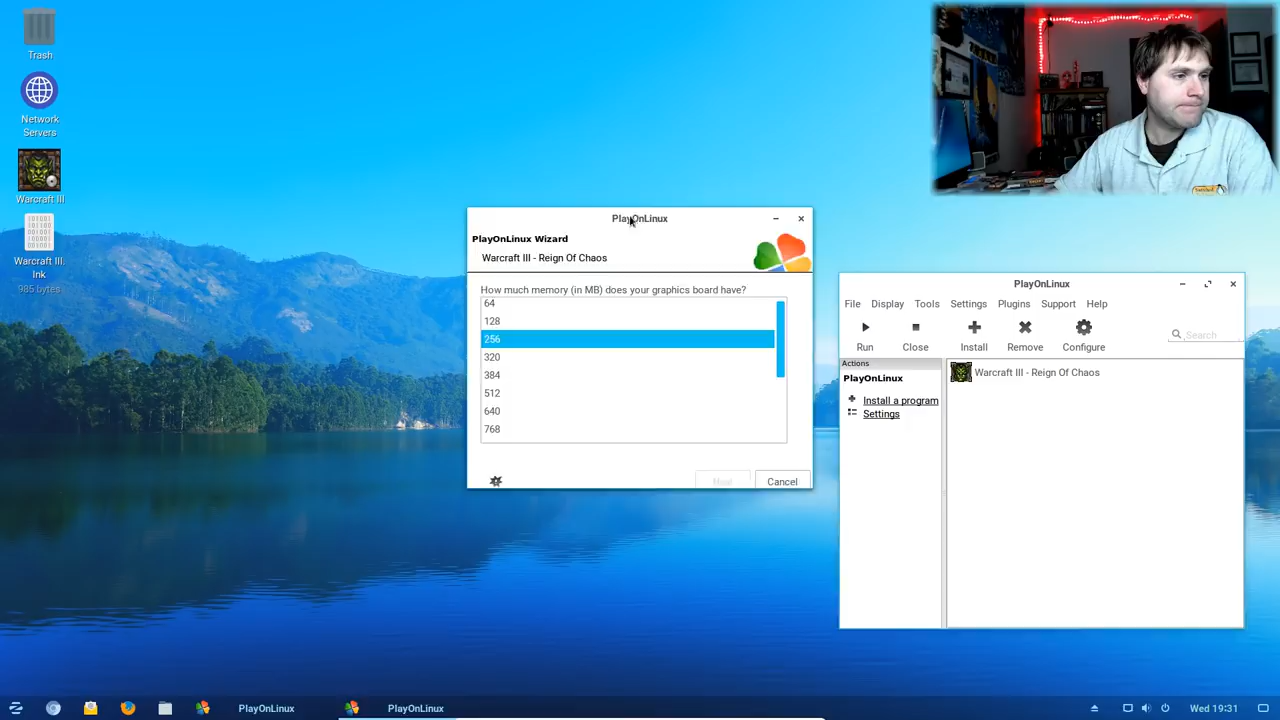 Trash
Network
Servers
Warcraft III
Warcraft III.
lnk
985 bytes
PlayOnLinux
PlayOnLinux Wizard
Warcraft III - Reign Of Chaos
How much memory (in MB) does your graphics board have?
64
128
256
320
384
512
640
768
Next
Cancel
PlayOnLinux
File Display Tools Settings Plugins Support Help
Run Close Install Remove Configure Search
Actions
PlayOnLinux
Install a program
Settings
Warcraft III - Reign Of Chaos
PlayOnLinux
PlayOnLinux
Wed 19:31